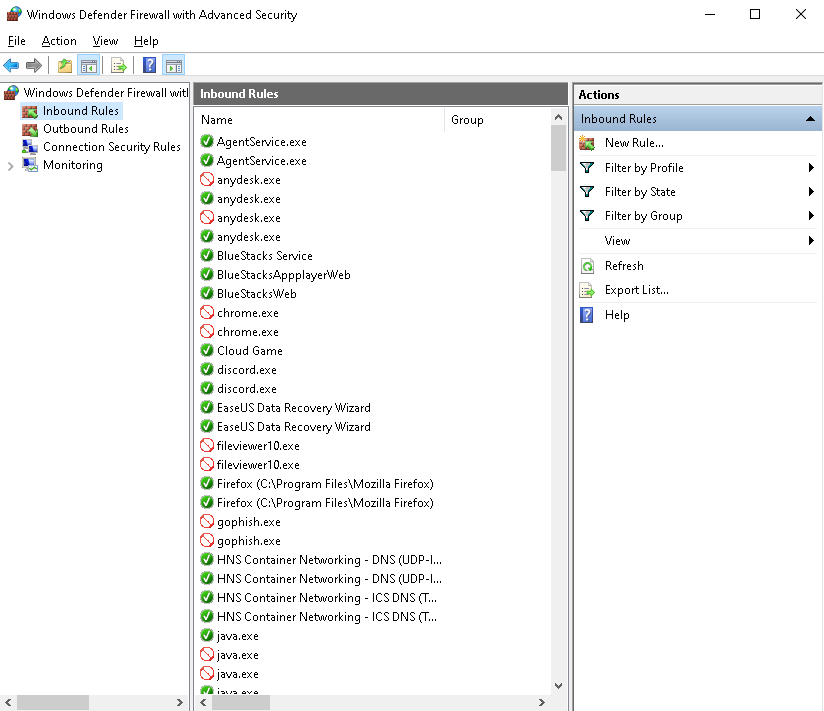 Windows Defender Firewall with Advanced Security
File Action View Help
Windows Defender Firewall with
Inbound Rules
Outbound Rules
Connection Security Rules
Monitoring
Inbound Rules
Name Group
AgentService.exe
AgentService.exe
anydesk.exe
anydesk.exe
anydesk.exe
anydesk.exe
BlueStacks Service
BlueStacksAppplayerWeb
BlueStacksWeb
chrome.exe
chrome.exe
Cloud Game
discord.exe
discord.exe
EaseUS Data Recovery Wizard
EaseUS Data Recovery Wizard
fileviewer10.exe
fileviewer10.exe
Firefox (C:\Program Files\Mozilla Firefox)
Firefox (C:\Program Files\Mozilla Firefox)
gophish.exe
gophish.exe
HNS Container Networking - DNS (UDP-I...
HNS Container Networking - DNS (UDP-I...
HNS Container Networking - ICS DNS (T...
HNS Container Networking - ICS DNS (T...
java.exe
java.exe
java.exe
java.exe
Actions
Inbound Rules
New Rule...
Filter by Profile
Filter by State
Filter by Group
View
Refresh
Export List...
Help